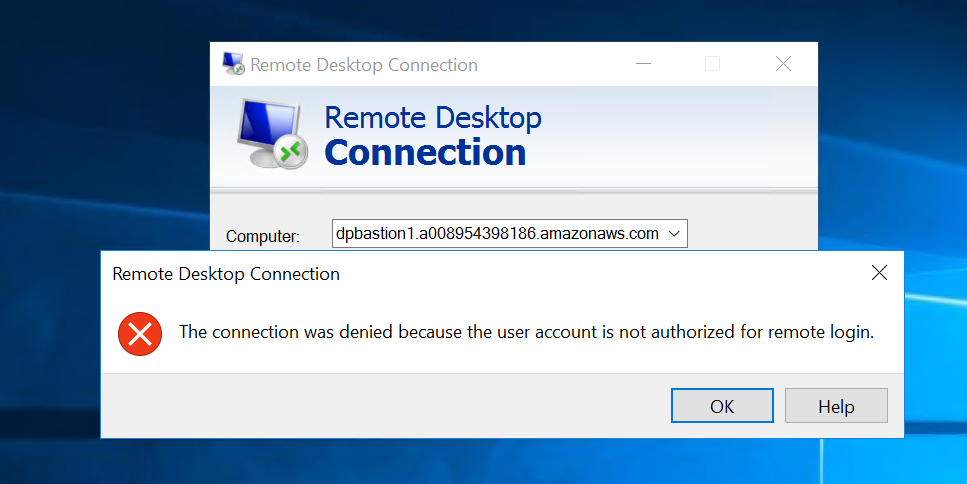 Remote Desktop Connection
Remote Desktop
Connection
Computer: dpbastion1.a008954398186.amazonaws.com
Remote Desktop Connection
The connection was denied because the user account is not authorized for remote login.
OK Help